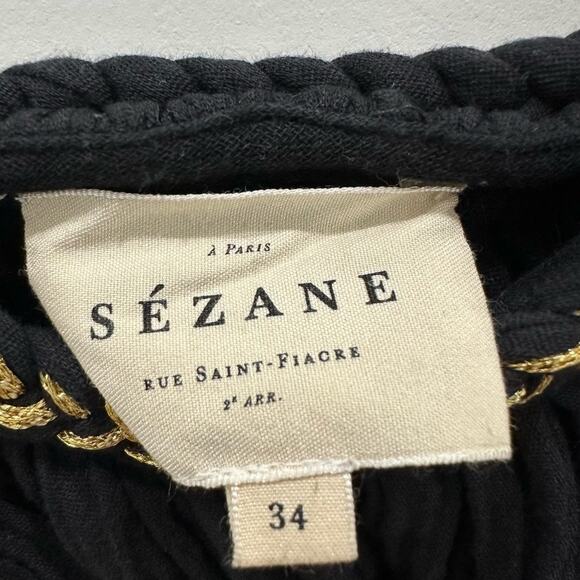 À PARIS
SÉZANE
RUE SAINT-FIACRE
2E ARR.
34